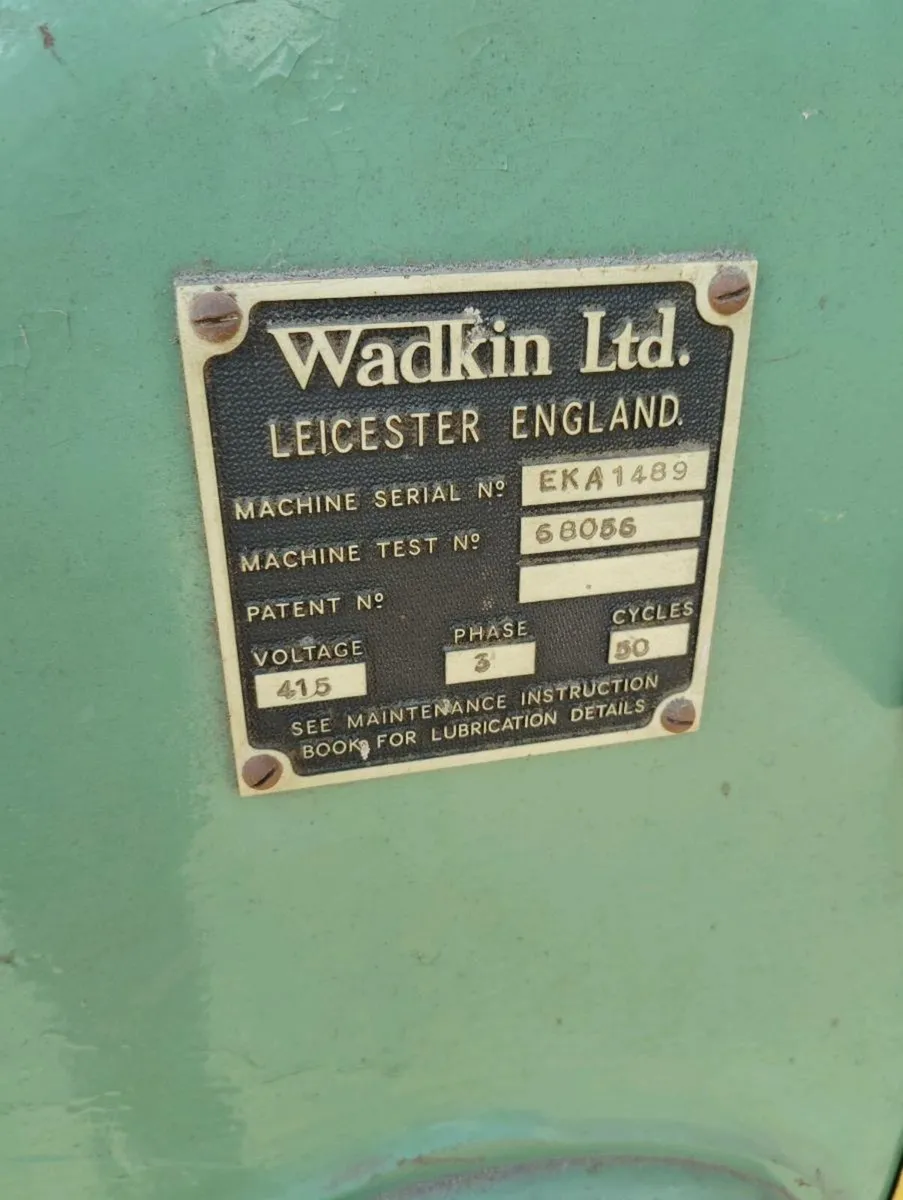 Wadkin Ltd.
LEICESTER ENGLAND.
MACHINE SERIAL Nº EKA1489
MACHINE TEST Nº 68056
PATENT Nº
VOLTAGE PHASE CYCLES
415 3 50
SEE MAINTENANCE INSTRUCTION
BOOK FOR LUBRICATION DETAILS